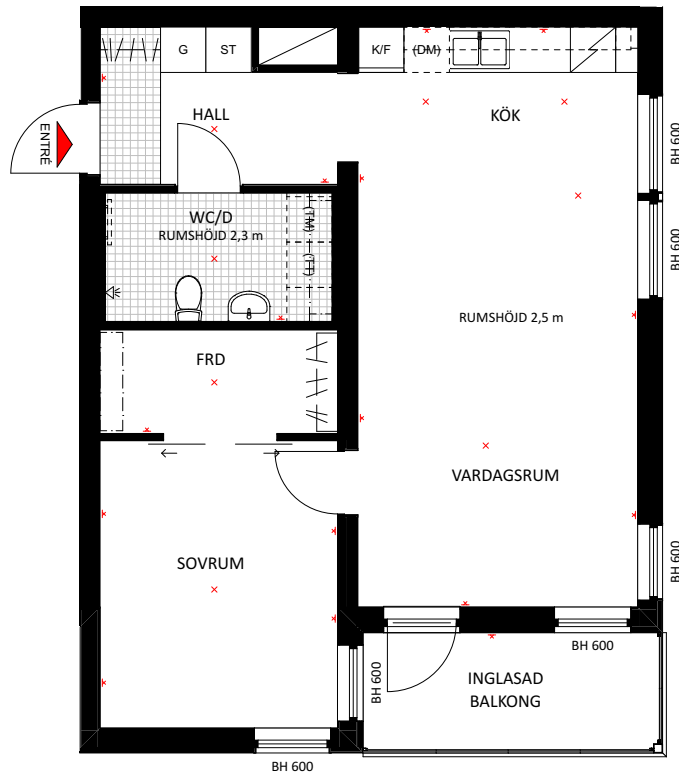 G
ST
K/F
(DM)
HALL
KÖK
ENTRÉ
BH 600
WC/D
RUMSHÖJD 2,3 m
(TM)
(TT)
BH 600
RUMSHÖJD 2,5 m
FRD
VARDAGSRUM
SOVRUM
BH 600
BH 600
BH 600
INGLASAD
BALKONG
BH 600